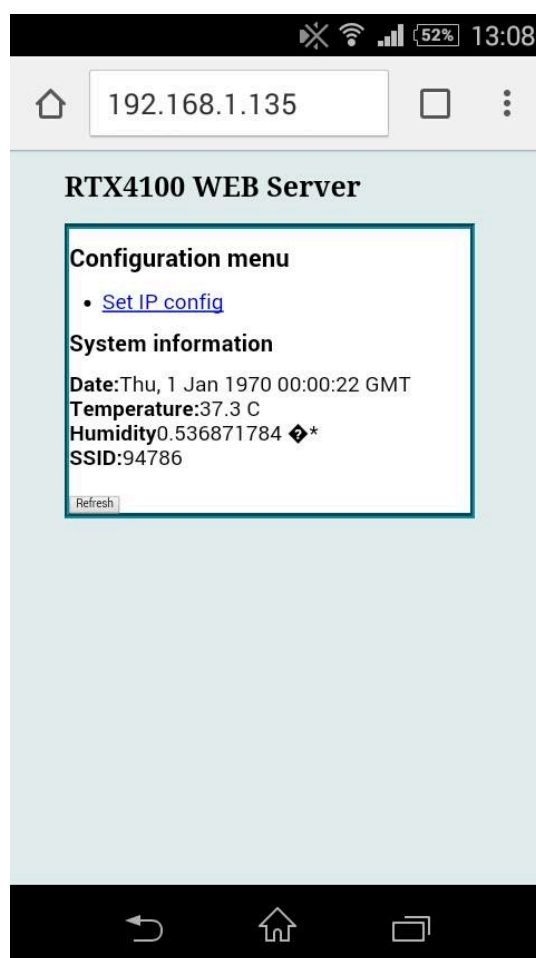 52% 13:08
192.168.1.135
RTX4100 WEB Server
Configuration menu
• Set IP config
System information
Date:Thu, 1 Jan 1970 00:00:22 GMT
Temperature:37.3 C
Humidity0.536871784 �*
SSID:94786
Refresh